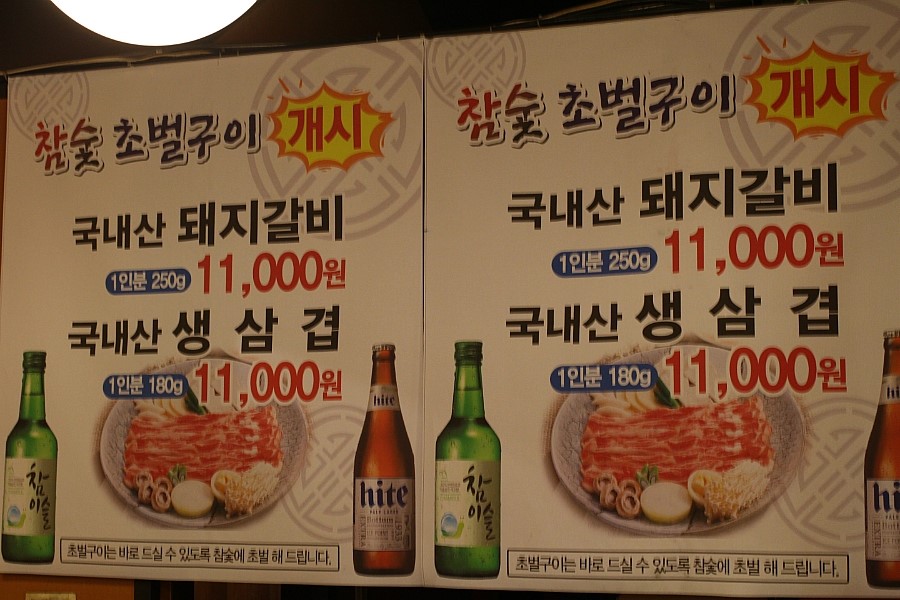 참숯 초벌구이 개시
국내산 돼지갈비
1인분 250g 11,000원
국내산 생 삼 겹
1인분 180g 11,000원
참이슬
hite
초벌구이는 바로 드실 수 있도록 참숯에 초벌 해 드립니다.
참숯 초벌구이 개시
국내산 돼지갈비
1인분 250g 11,000원
국내산 생 삼 겹
1인분 180g 11,000원
참이슬
hi
초벌구이는 바로 드실 수 있도록 참숯에 초벌 해 드립니다.